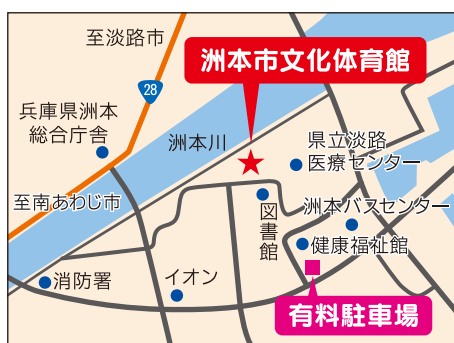 至淡路市
洲本市文化体育館
28
兵庫県洲本
総合庁舎
洲本川
県立淡路
医療センター
至南あわじ市
図書館
洲本バスセンター
健康福祉館
消防署
イオン
有料駐車場